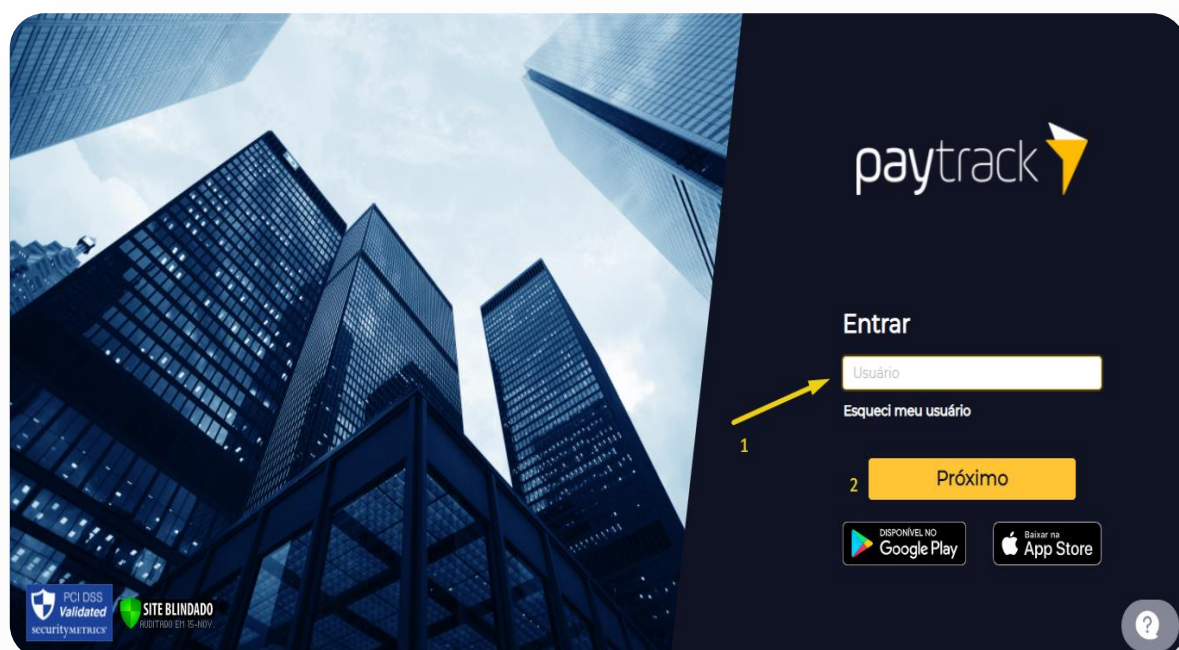 paytrack
Entrar
Usuário
Esqueci meu usuário
1
2
Próximo
DISPONÍVEL NO
Google Play
Baixar na
App Store
PCI DSS
Validated
securityMETRICS
SITE BLINDADO
AUDITADO EM 15-NOV.
?